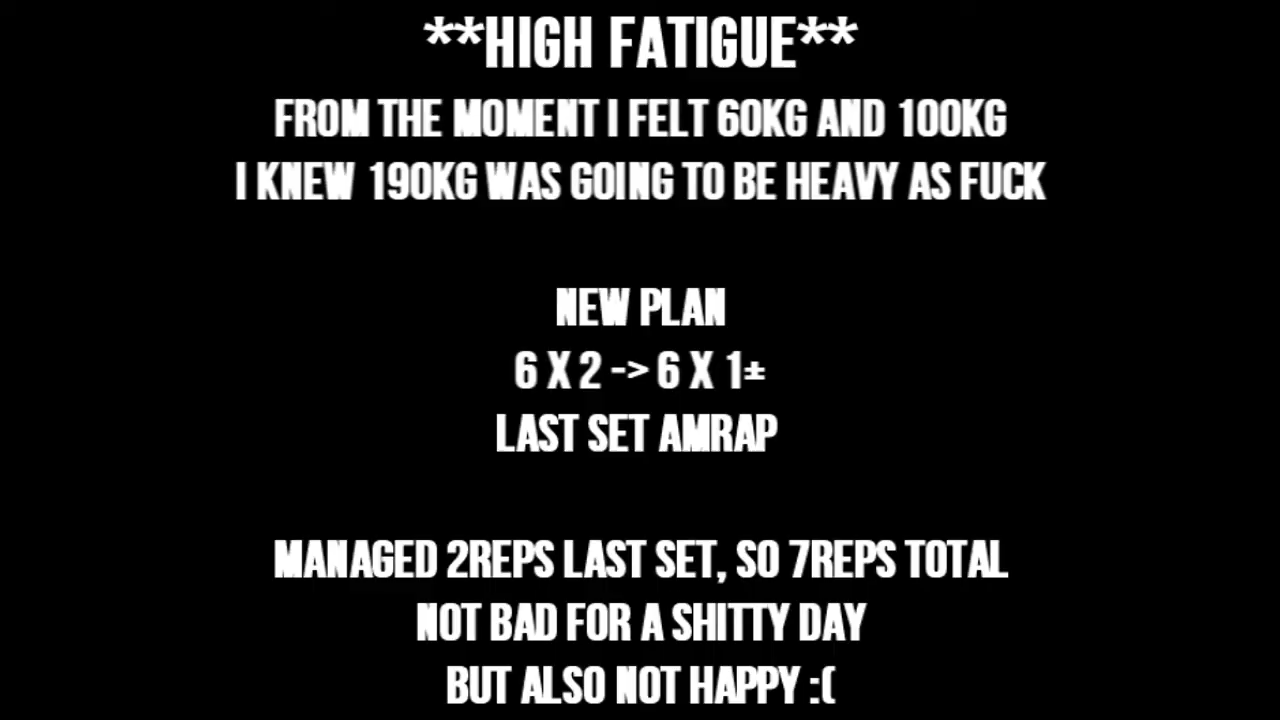 **HIGH FATIGUE**
FROM THE MOMENT I FELT 60KG AND 100KG
I KNEW 190KG WAS GOING TO BE HEAVY AS FUCK
NEW PLAN
6 X 2 -> 6 X 1±
LAST SET AMRAP
MANAGED 2REPS LAST SET, SO 7REPS TOTAL
NOT BAD FOR A SHITTY DAY
BUT ALSO NOT HAPPY :(